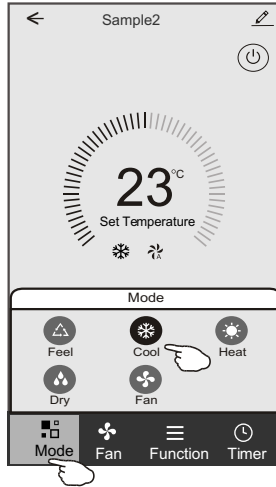 Sample2
23°C
Set Temperature
A
Mode
Feel Cool Heat
Dry Fan
Mode Fan Function Timer